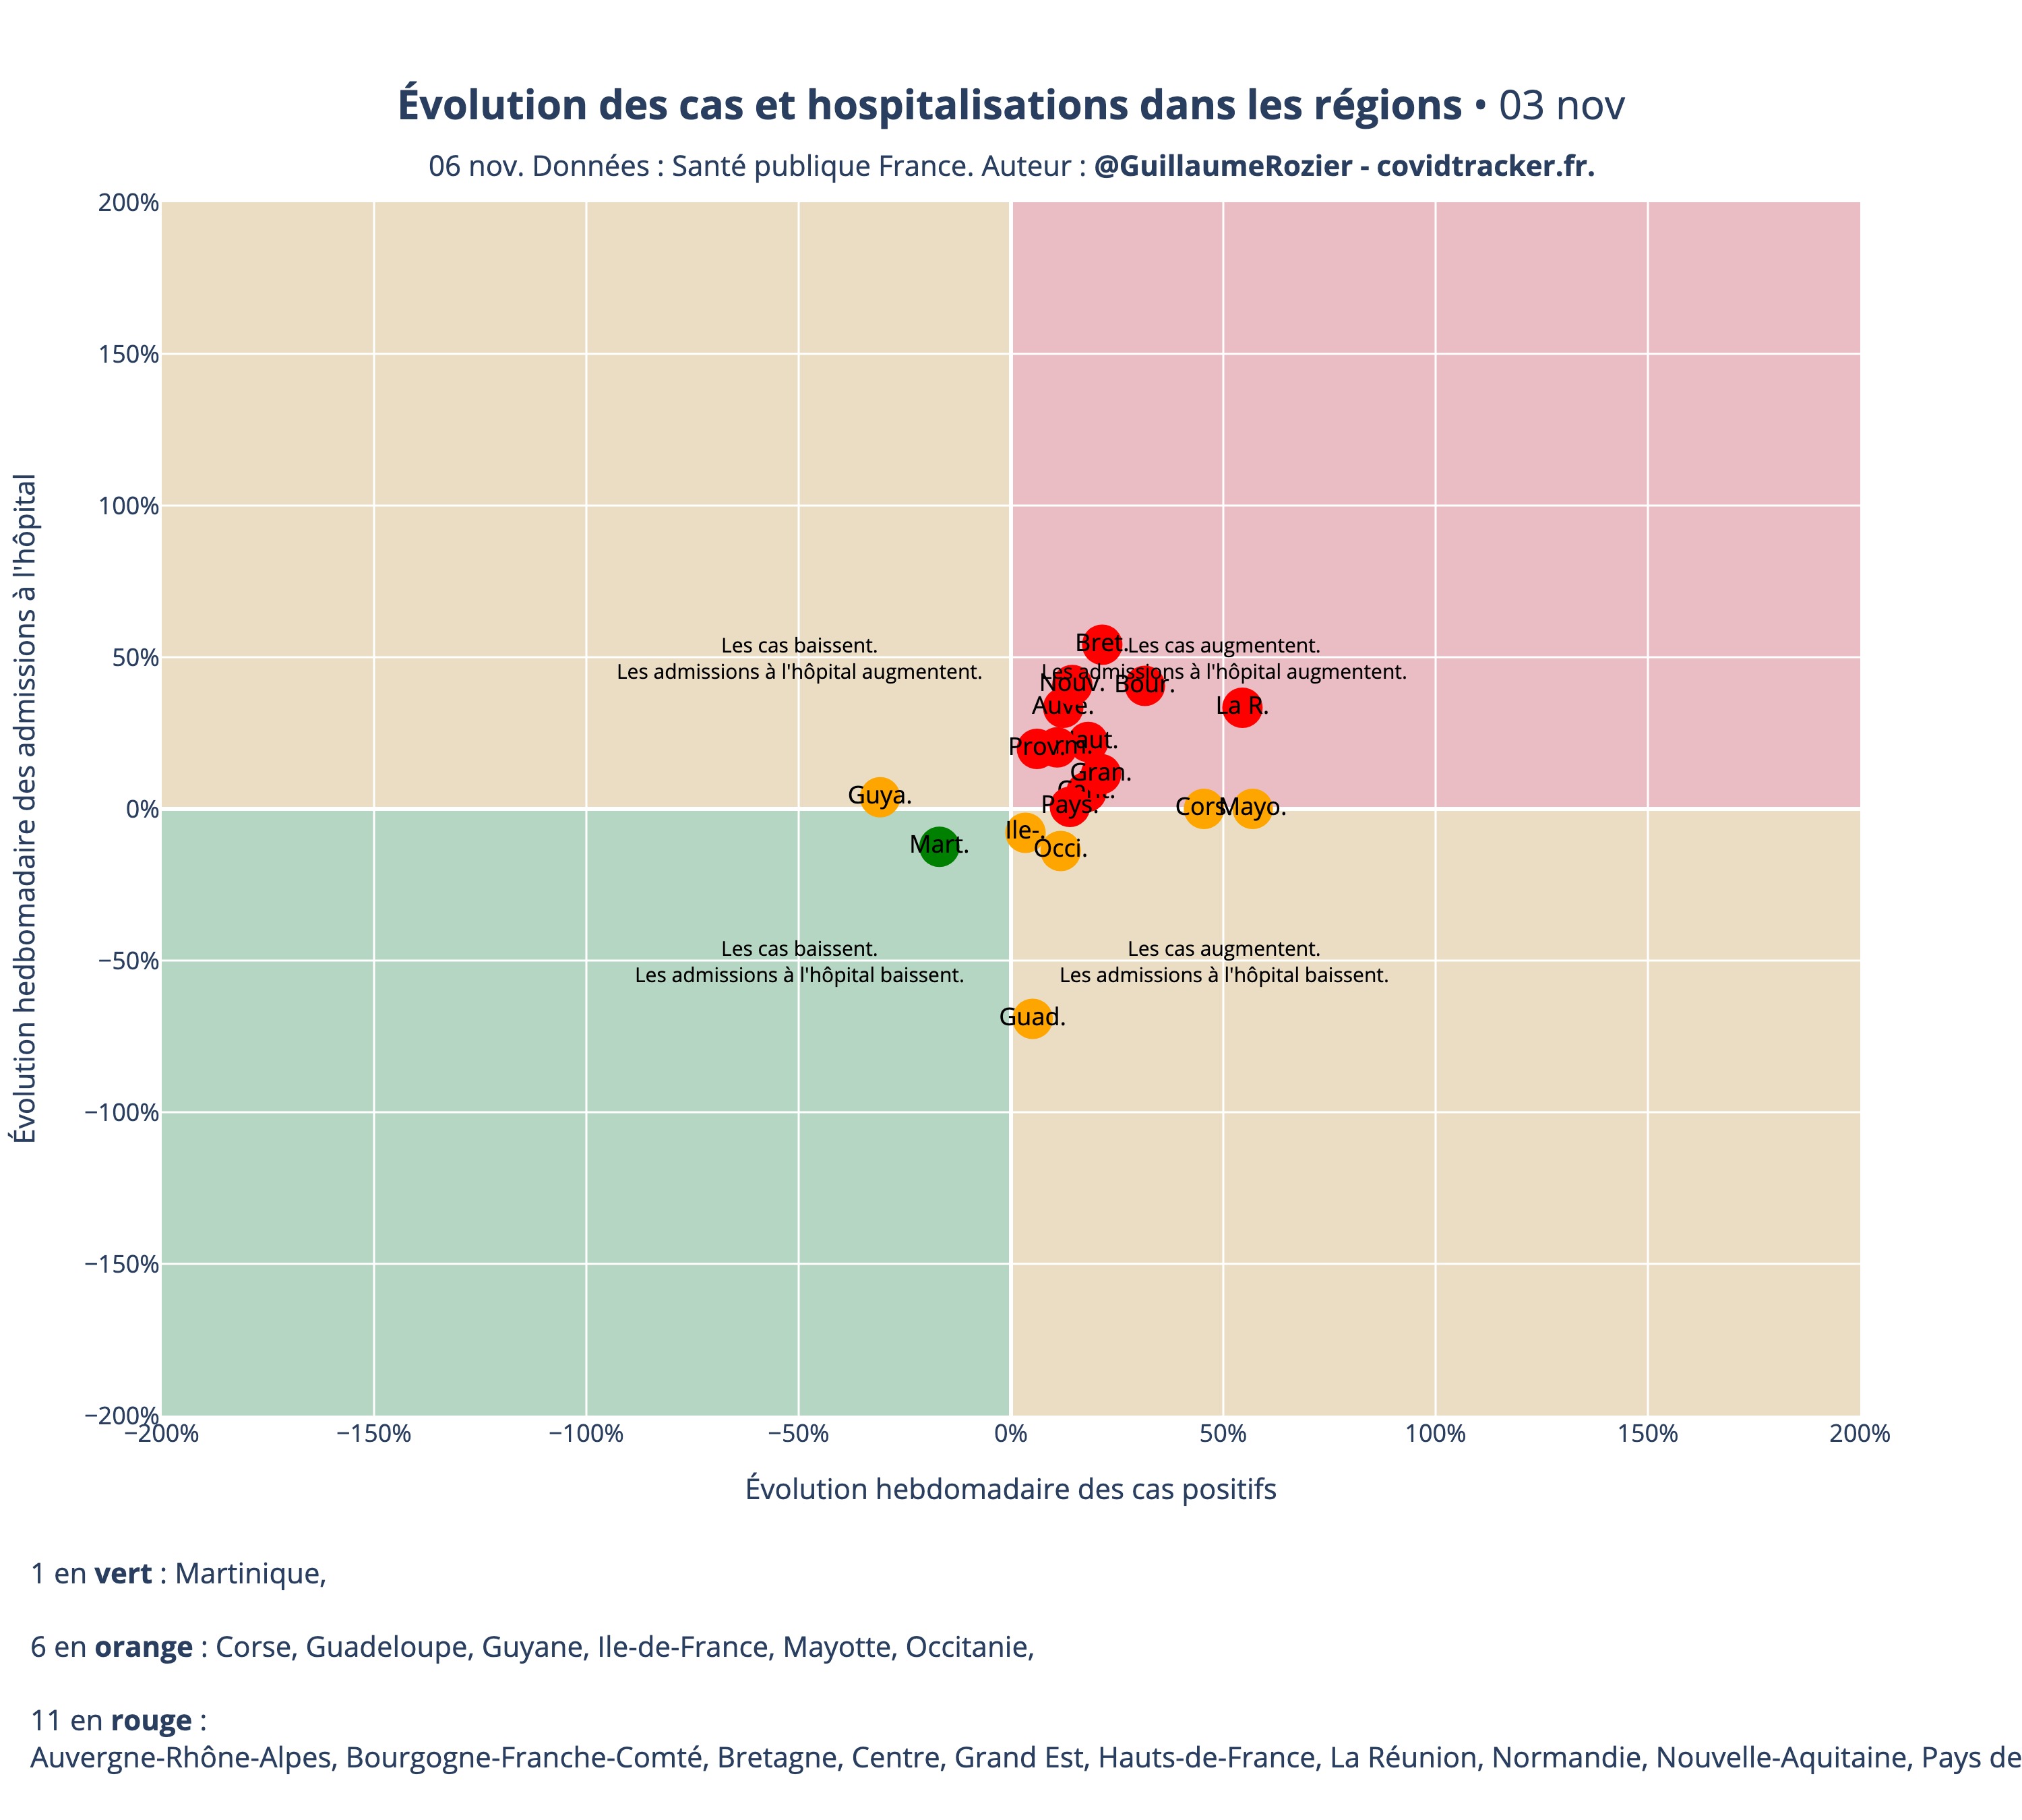 Évolution des cas et hospitalisations dans les régions • 03 nov
06 nov. Données : Santé publique France. Auteur : @GuillaumeRozier - covidtracker.fr.
Évolution hedbomadaire des admissions à l'hôpital
200%
150%
100%
50%
0%
−50%
−100%
−150%
−200%
Les cas baissent.
Les admissions à l'hôpital augmentent.
Les cas augmentent.
Les admissions à l'hôpital augmentent.
Bret.
Nouv.
Bour.
Auve.
La R.
Prov.
Gran.
Pays.
Guya.
Cors
Mayo.
Mart.
Ile-.
Occi.
Les cas baissent.
Les admissions à l'hôpital baissent.
Les cas augmentent.
Les admissions à l'hôpital baissent.
Guad.
−200%
−150%
−100%
−50%
0%
50%
100%
150%
200%
Évolution hebdomadaire des cas positifs
1 en vert : Martinique,
6 en orange : Corse, Guadeloupe, Guyane, Ile-de-France, Mayotte, Occitanie,
11 en rouge :
Auvergne-Rhône-Alpes, Bourgogne-Franche-Comté, Bretagne, Centre, Grand Est, Hauts-de-France, La Réunion, Normandie, Nouvelle-Aquitaine, Pays de